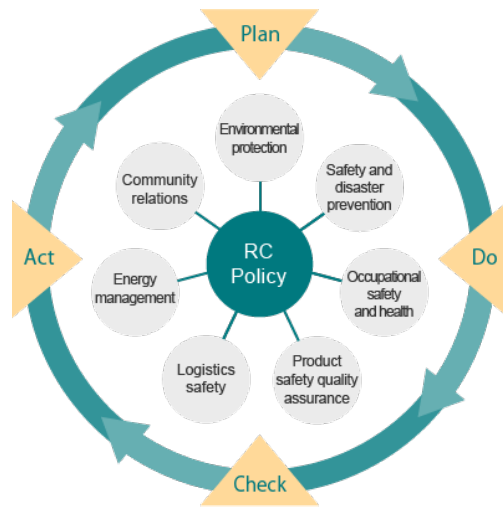 Plan
Environmental
protection
Safety and
disaster
prevention
Community
relations
RC
Policy
Act
Do
Energy
management
Occupational
safety
and health
Logistics
safety
Product
safety quality
assurance
Check